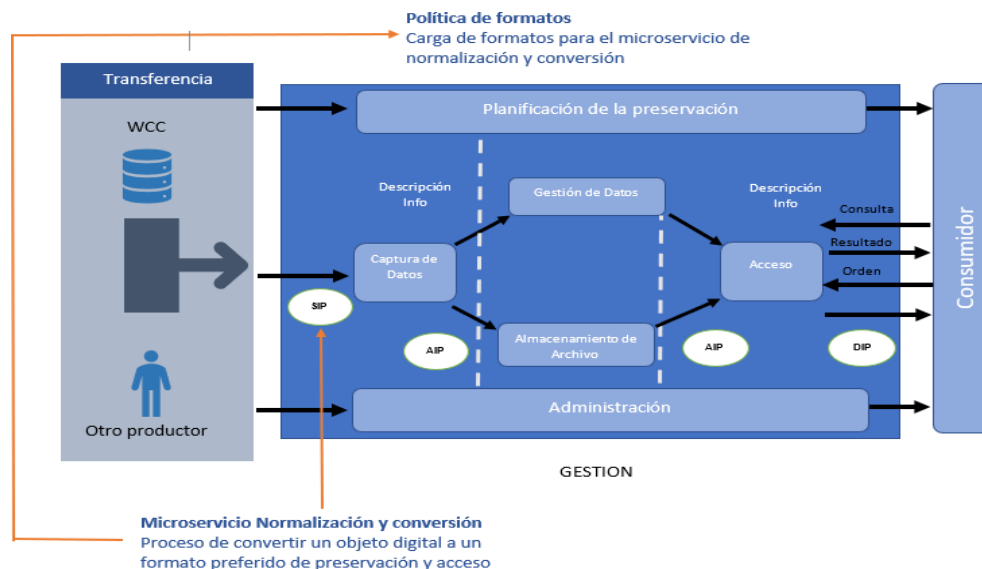 Política de formatos
Carga de formatos para el microservicio de
normalización y conversión
Transferencia
WCC
Otro productor
Planificación de la preservación
Descripción
Info
Gestión de Datos
Descripción
Info
Captura de
Datos
Acceso
Consulta
Resultado
Orden
SIP
AIP
Almacenamiento de
Archivo
AIP
DIP
Administración
Consumidor
GESTION
Microservicio Normalización y conversión
Proceso de convertir un objeto digital a un
formato preferido de preservación y acceso